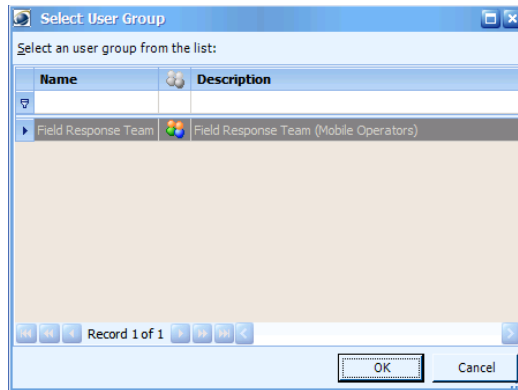 Select User Group
Select an user group from the list:
Name Description
Field Response Team Field Response Team (Mobile Operators)
Record 1 of 1
OK Cancel